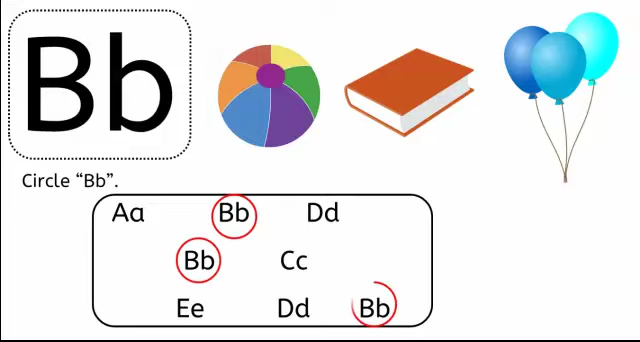 Bb
Circle “Bb”.
Aa Bb Dd
Bb Cc
Ee Dd Bb